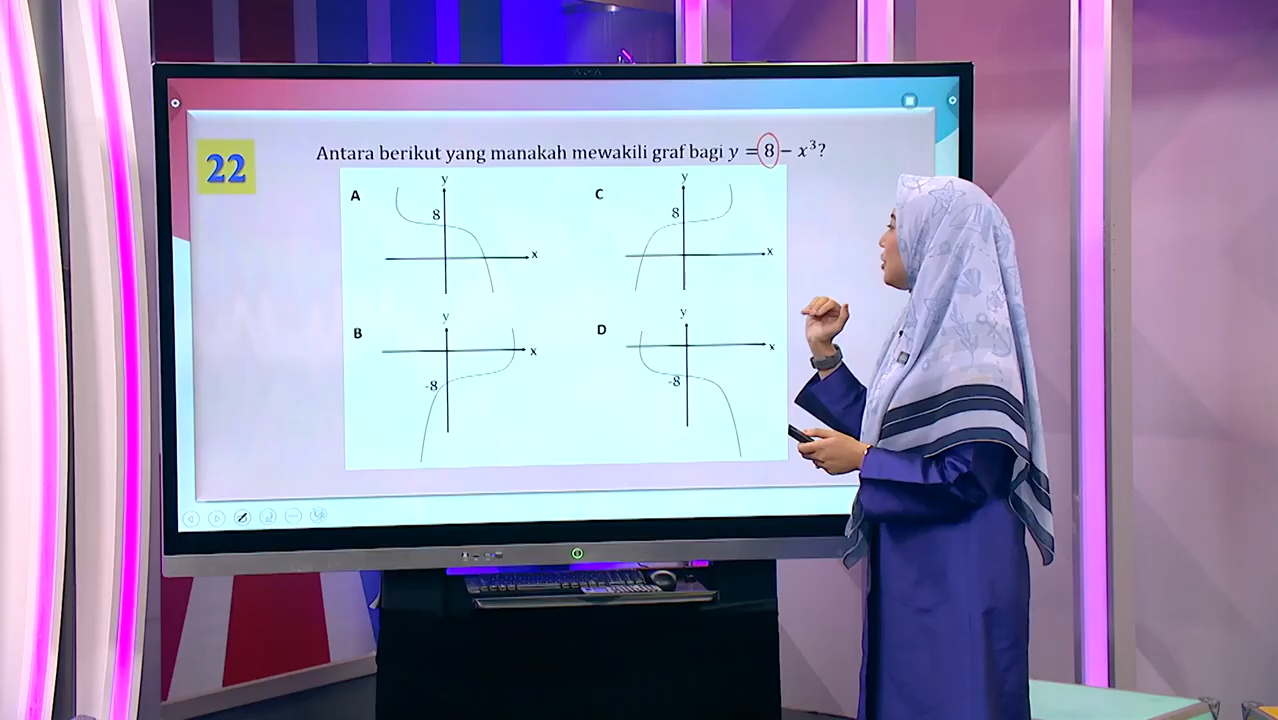 22
Antara berikut yang manakah mewakili graf bagi y = 8 − x³?
A
y
8
x
C
y
8
x
B
y
x
-8
D
y
x
-8